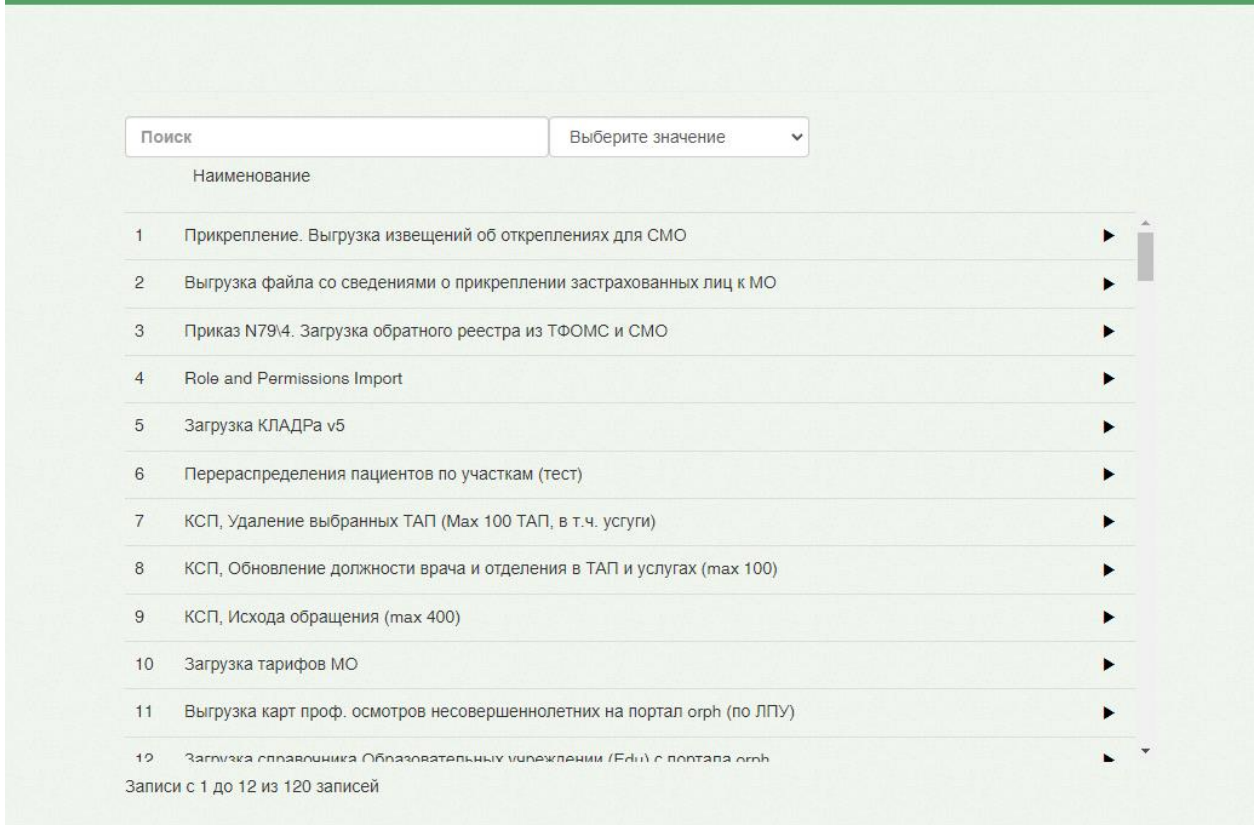 Поиск
Выберите значение
Наименование
1 Прикрепление. Выгрузка извещений об откреплениях для СМО
2 Выгрузка файла со сведениями о прикреплении застрахованных лиц к МО
3 Приказ N79\4. Загрузка обратного реестра из ТФОМС и СМО
4 Role and Permissions Import
5 Загрузка КЛАДРа v5
6 Перераспределения пациентов по участкам (тест)
7 КСП, Удаление выбранных ТАП (Max 100 ТАП, в т.ч. усгуги)
8 КСП, Обновление должности врача и отделения в ТАП и услугах (max 100)
9 КСП, Исхода обращения (max 400)
10 Загрузка тарифов МО
11 Выгрузка карт проф. осмотров несовершеннолетних на портал orph (по ЛПУ)
12 Загрузка справочника Образовательных учреждении (Edu) с портала orph
Записи с 1 до 12 из 120 записей